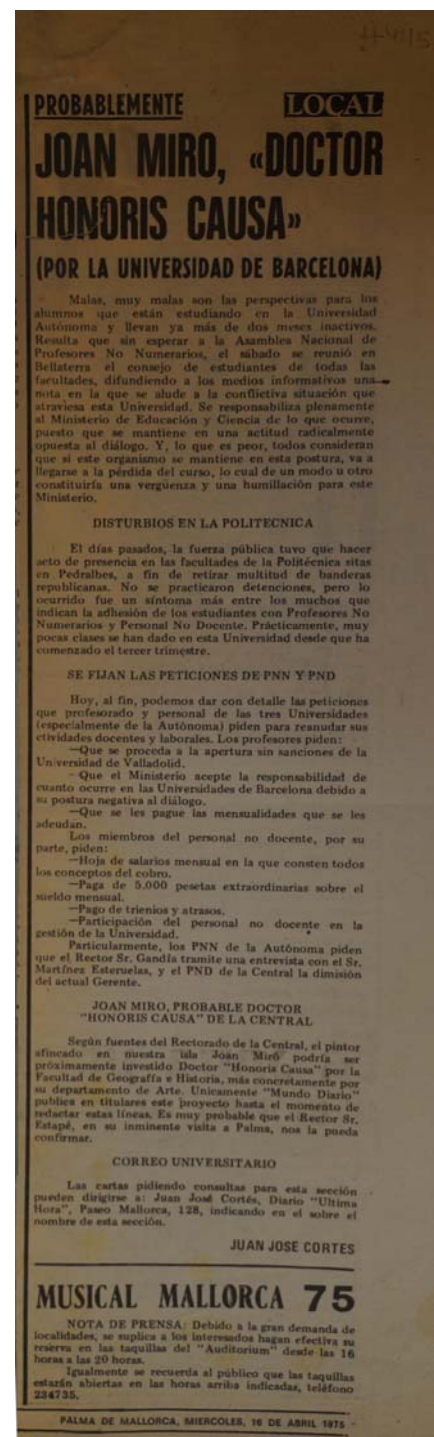 PROBABLEMENTE LOCAL
JOAN MIRO, «DOCTOR
HONORIS CAUSA»
(POR LA UNIVERSIDAD DE BARCELONA)
Malas, muy malas son las perspectivas para los
alumnos que están estudiando en la Universidad
Autónoma y llevan ya más de dos meses inactivos.
Resulta que sin esperar a la Asamblea Nacional de
Profesores No Numerarios, el sábado se reunió en
Bellaterra el consejo de estudiantes de todas las
facultades, difundiendo a los medios informativos una
nota en la que se alude a la conflictiva situación que
atraviesa esta Universidad. Se responsabiliza plenamente
al Ministerio de Educación y Ciencia de lo que ocurre,
puesto que se mantiene en una actitud radicalmente
opuesta al diálogo. Y, lo que es peor, todos consideran
que si este organismo se mantiene en esta postura, va a
llegarse a la pérdida del curso, lo cual de un modo u otro
constituiría una vergüenza y una humillación para este
Ministerio.
DISTURBIOS EN LA POLITECNICA
El días pasados, la fuerza pública tuvo que hacer
acto de presencia en las facultades de la Politécnica sitas
en Pedralbes, a fin de retirar multitud de banderas
republicanas. No se practicaron detenciones, pero lo
ocurrido fue un síntoma más entre los muchos que
indican la adhesión de los estudiantes con Profesores No
Numerarios y Personal No Docente. Prácticamente, muy
pocas clases se han dado en esta Universidad desde que ha
comenzado el tercer trimestre.
SE FIJAN LAS PETICIONES DE PNN Y PND
Hoy, al fin, podemos dar con detalle las peticiones
que profesorado y personal de las tres Universidades
(especialmente de la Autónoma) piden para reanudar sus
ctividades docentes y laborales. Los profesores piden:
—Que se proceda a la apertura sin sanciones de la
Universidad de Valladolid.
- Que el Ministerio acepte la responsabilidad de
cuanto ocurre en las Universidades de Barcelona debido a
su postura negativa al diálogo.
—Que se les pague las mensualidades que se les
adeudan.
Los miembros del personal no docente, por su
parte, piden:
—Hoja de salarios mensual en la que consten todos
los conceptos del cobro.
—Paga de 5.000 pesetas extraordinarias sobre el
sueldo mensual.
—Pago de trienios y atrasos.
—Participación del personal no docente en la
gestión de la Universidad.
Particularmente, los PNN de la Autónoma piden
que el Rector Sr. Gandía tramite una entrevista con el Sr.
Martínez Esteruelas, y el PND de la Central la dimisión
del actual Gerente.
JOAN MIRO, PROBABLE DOCTOR
"HONORIS CAUSA" DE LA CENTRAL
Según fuentes del Rectorado de la Central, el pintor
afincado en nuestra isla Joán Miró podría ser
próximamente investido Doctor "Honoris Causa" por la
Facultad de Geografía e Historia, más concretamente por
su departamento de Arte. Unicamente "Mundo Diario"
publica en titulares este proyecto hasta el momento de
redactar estas líneas. Es muy probable que el Rector Sr.
Estapé, en su inminente visita a Palma, nos la pueda
confirmar.
CORREO UNIVERSITARIO
Las cartas pidiendo consultas para esta sección
pueden dirigirse a: Juan José Cortés, Diario "Ultima
Hora", Paseo Mallorca, 128, indicando en el sobre el
nombre de esta sección.
JUAN JOSE CORTES
MUSICAL MALLORCA 75
NOTA DE PRENSA: Debido a la gran demanda de
localidades, se suplica a los interesados hagan efectiva su
reserva en las taquillas del "Auditorium" desde las 16
horas a las 20 horas.
Igualmente se recuerda al público que las taquillas
estarán abiertas en las horas arriba indicadas, teléfono
234735.
PALMA DE MALLORCA, MIERCOLES, 16 DE ABRIL 1975